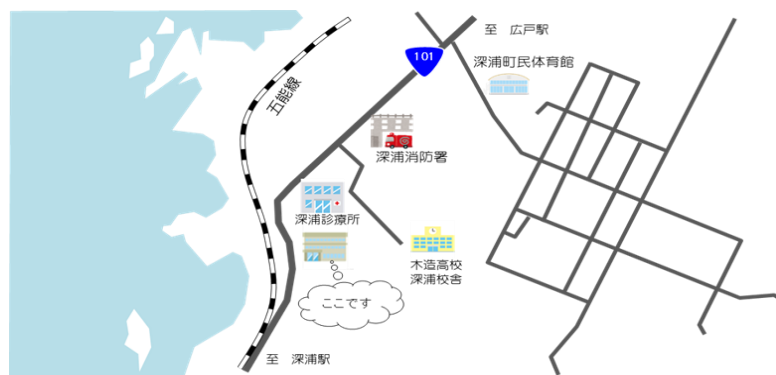 至　広戸駅
101
深浦町民体育館
五能線
深浦消防署
深浦診療所
木造高校
深浦校舎
ここです
至　深浦駅